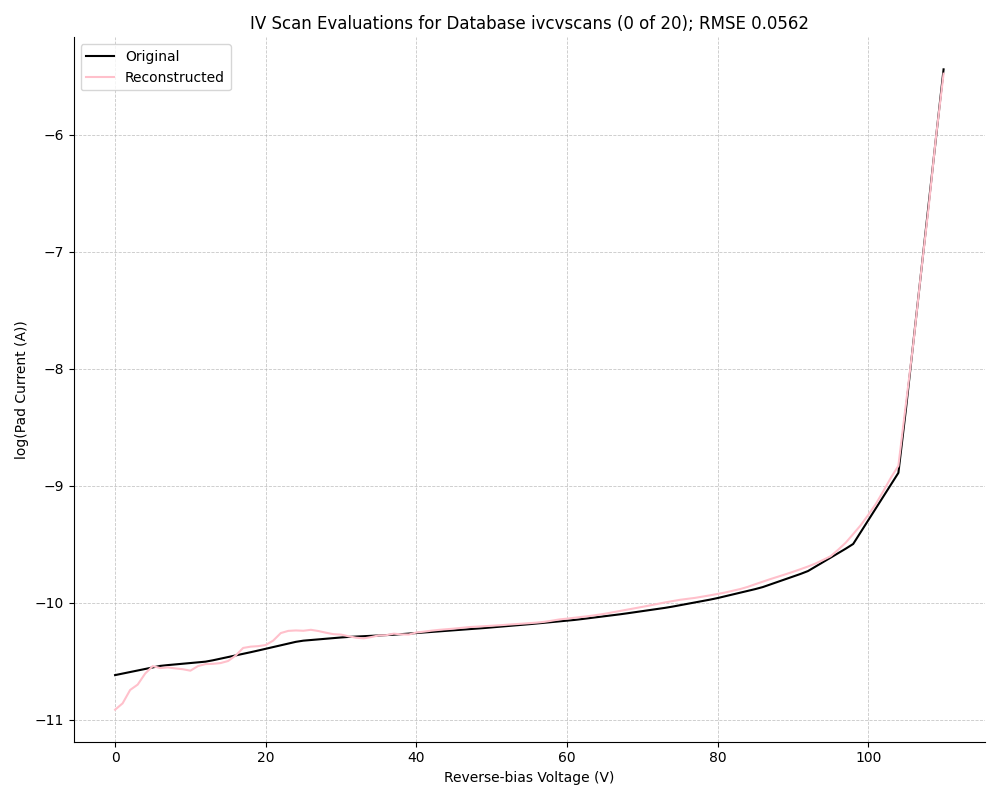 IV Scan Evaluations for Database ivcvscans (0 of 20); RMSE 0.0562
Original
Reconstructed
−6
−7
−8
−9
−10
−11
log(Pad Current (A))
0
20
40
60
80
100
Reverse-bias Voltage (V)